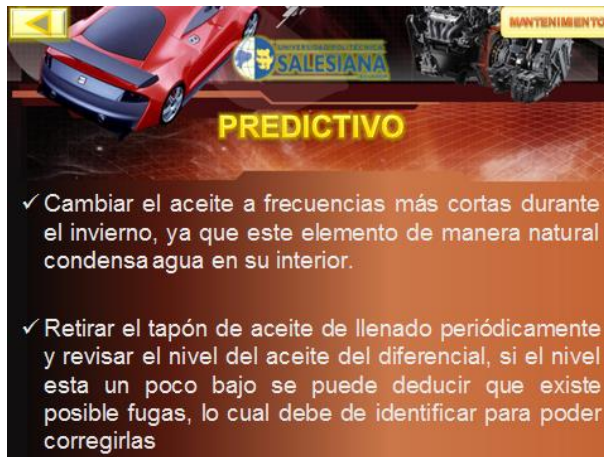 MANTENIMIENTO
UNIVERSIDAD POLITÉCNICA
SALESIANA
PREDICTIVO
✓ Cambiar el aceite a frecuencias más cortas durante
el invierno, ya que este elemento de manera natural
condensa agua en su interior.
✓ Retirar el tapón de aceite de llenado periódicamente
y revisar el nivel del aceite del diferencial, si el nivel
esta un poco bajo se puede deducir que existe
posible fugas, lo cual debe de identificar para poder
corregirlas